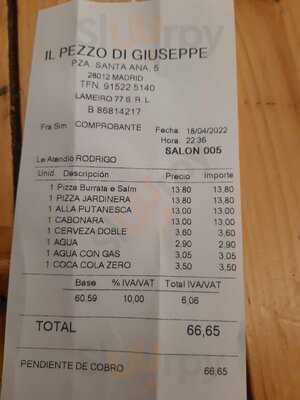 IL PEZZO DI GIUSEPPE
PZA. SANTA ANA, 5
28012 MADRID
TFN. 91522 5140
LAMEIRO 77 S. R. L.
B 86814217
Fra Sim COMPROBANTE Fecha: 18/04/2022
Hora: 22:36
SALON 005
Le Atendio RODRIGO
Unid. Descripción Precio Importe
1 Pizza Burrata e Salm 13,80 13,80
1 PIZZA JARDINERA 13,80 13,80
1 ALLA PUTANESCA 13,00 13,00
1 CABONARA 13,00 13,00
1 CERVEZA DOBLE 3,60 3,60
1 AGUA 2,90 2,90
1 AGUA CON GAS 3,05 3,05
1 COCA COLA ZERO 3,50 3,50
Base % IVA/VAT Total IVA/VAT
60,59 10,00 6,06
TOTAL 66,65
PENDIENTE DE COBRO 66,65